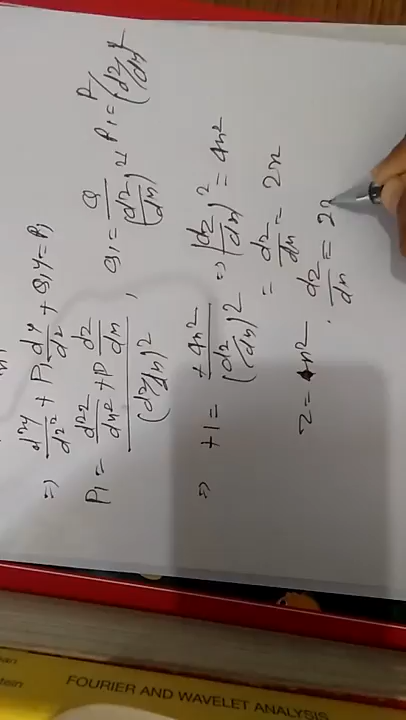 ⇒ d²y/dz² + P₁ dy/dz + Q₁y = R₁
P₁ = (d²z/dx² + P dz/dx) / (dz/dx)² , Q₁ = Q/(dz/dx)² , R₁ = R/(dz/dx)²
⇒ +1 = +4x²/(dz/dx)² ⇒ (dz/dx)² = 4x²
= dz/dx = 2x
z = x² . dz/dx = 2x
FOURIER AND WAVELET ANALYSIS